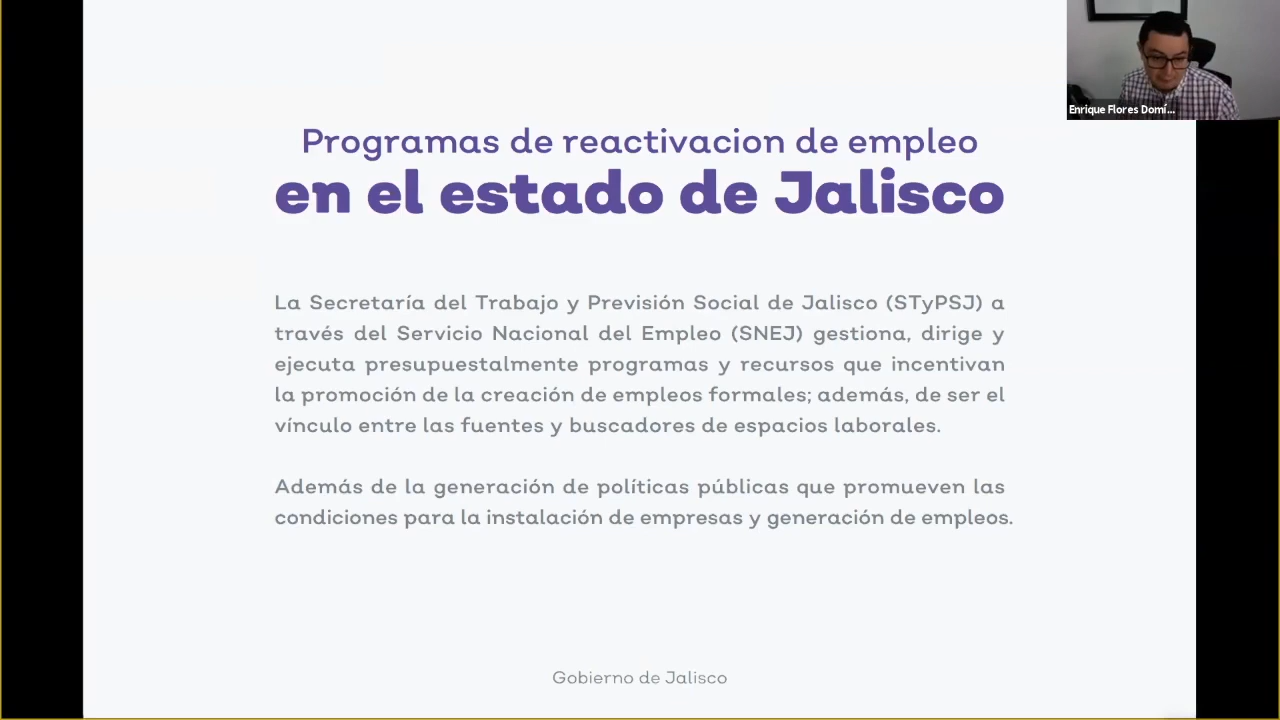 Programas de reactivacion de empleo
en el estado de Jalisco
La Secretaría del Trabajo y Previsión Social de Jalisco (STyPSJ) a
través del Servicio Nacional del Empleo (SNEJ) gestiona, dirige y
ejecuta presupuestalmente programas y recursos que incentivan
la promoción de la creación de empleos formales; además, de ser el
vínculo entre las fuentes y buscadores de espacios laborales.
Además de la generación de políticas públicas que promueven las
condiciones para la instalación de empresas y generación de empleos.
Gobierno de Jalisco
Enrique Flores Domí...